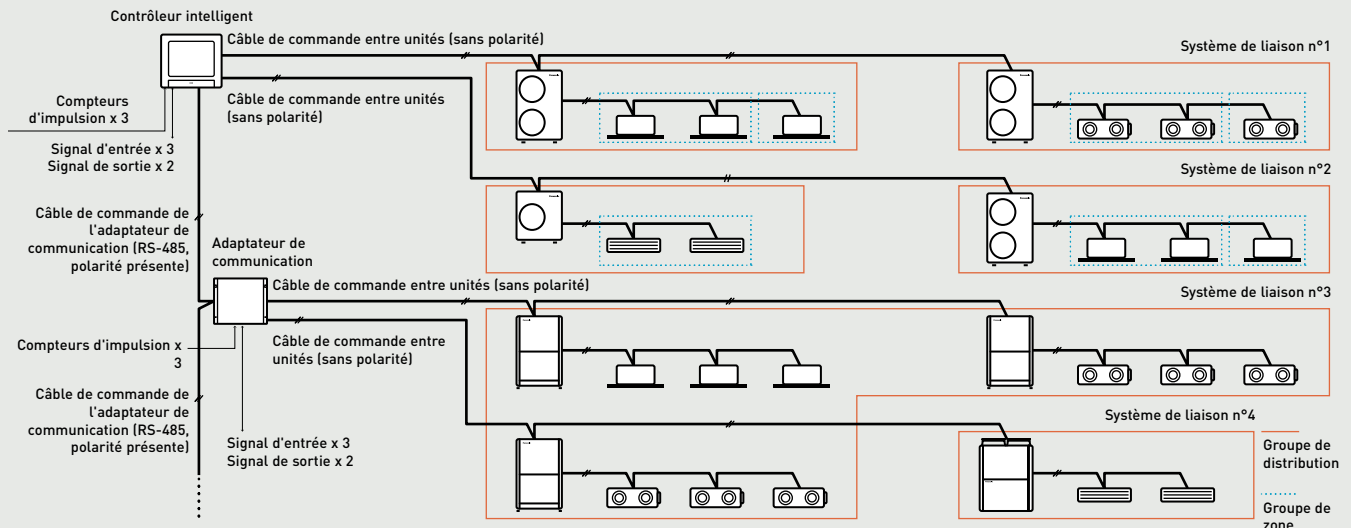 Contrôleur intelligent
Câble de commande entre unités (sans polarité)
Système de liaison n°1
Compteurs
d'impulsion x 3
Câble de commande entre unités
(sans polarité)
Signal d'entrée x 3
Signal de sortie x 2
Système de liaison n°2
Câble de commande de
l'adaptateur de
communication (RS-485,
polarité présente)
Adaptateur de
communication
Câble de commande entre unités (sans polarité)
Système de liaison n°3
Compteurs d'impulsion x
3
Câble de commande entre
unités (sans polarité)
Câble de commande de
l'adaptateur de
communication (RS-485,
polarité présente)
Signal d'entrée x 3
Signal de sortie x 2
Système de liaison n°4
Groupe de
distribution
Groupe de
zone